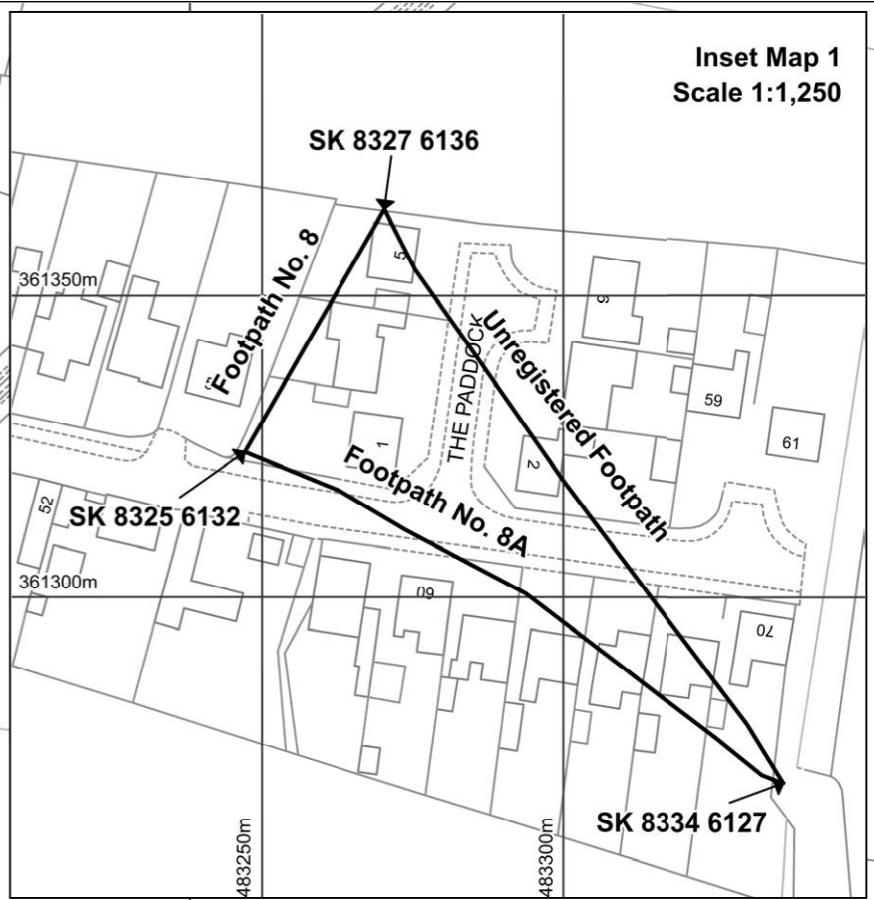 Inset Map 1
Scale 1:1,250
SK 8327 6136
Footpath No. 8
5
361350m
6
Unregistered Footpath
THE PADDOCK
59
61
1
2
Footpath No. 8A
SK 8325 6132
52
361300m
60
70
SK 8334 6127
483250m
483300m